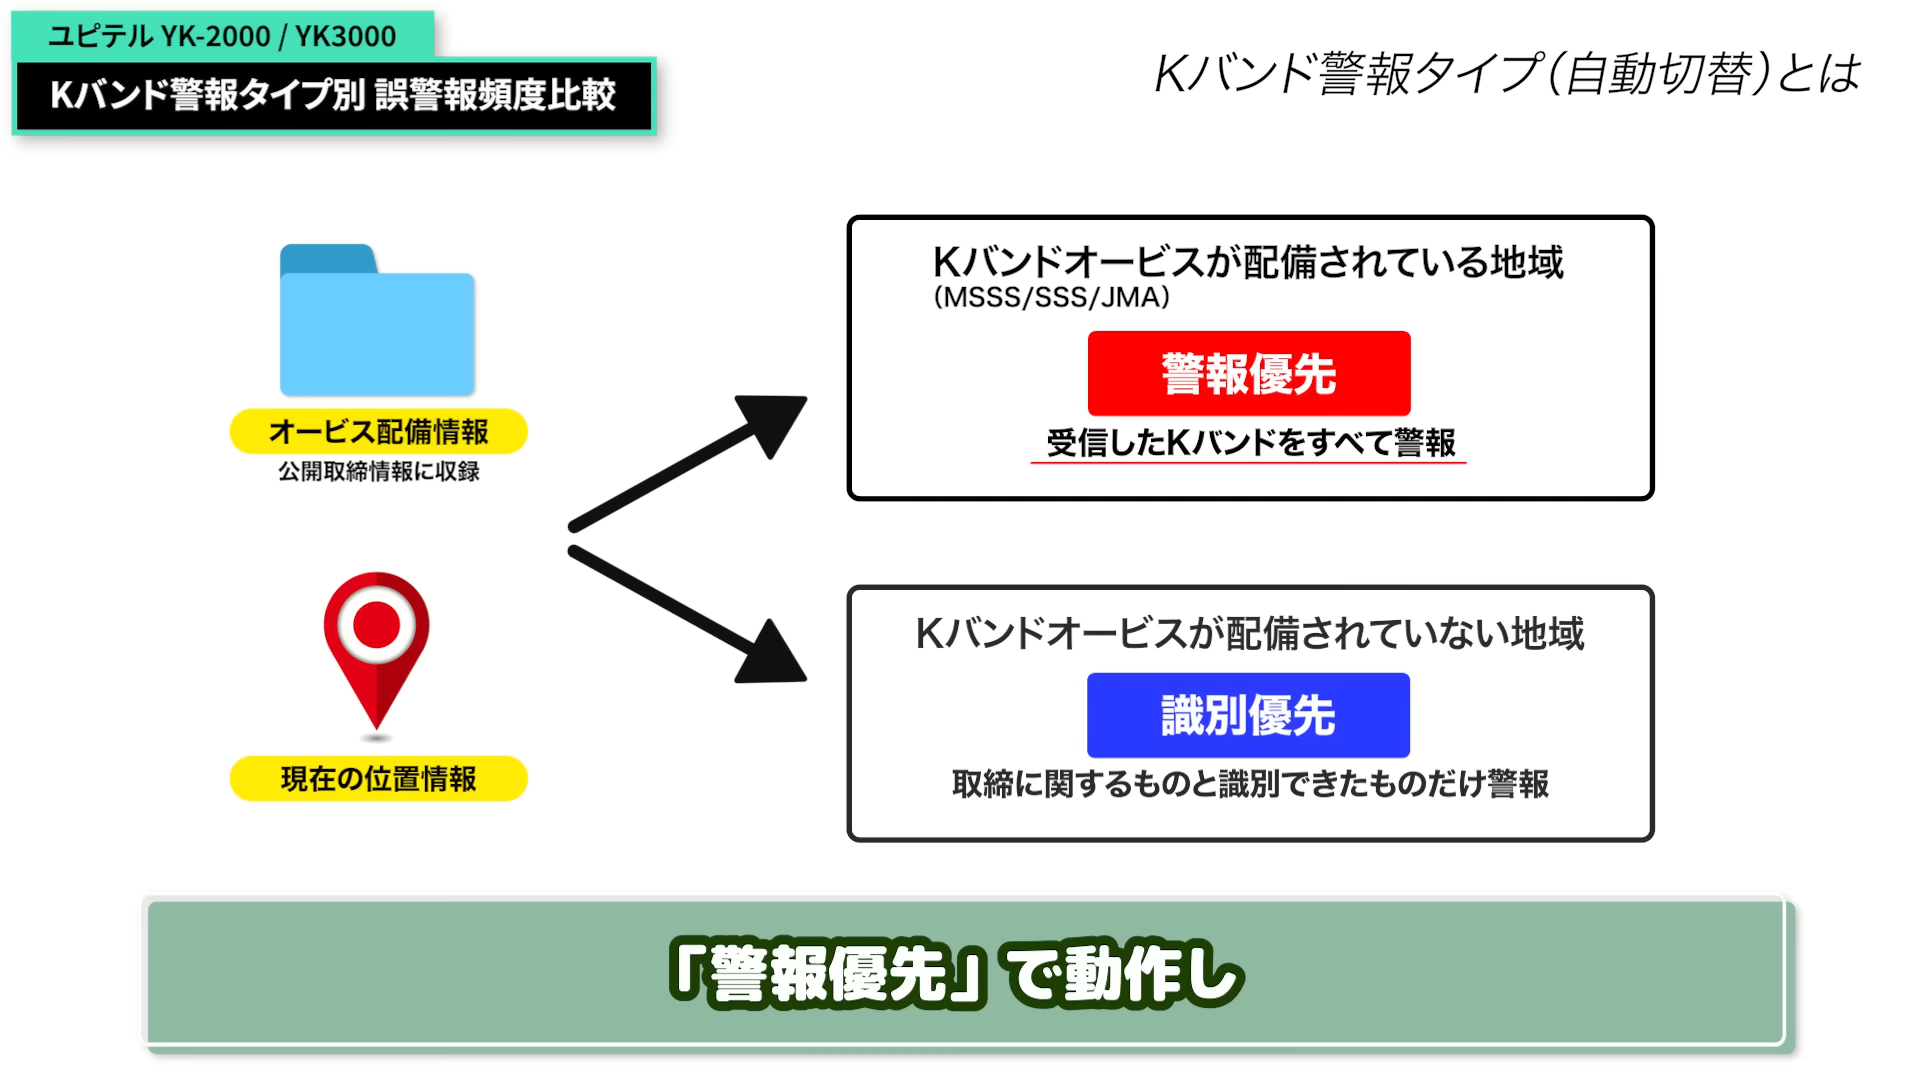 ユピテル YK-2000 / YK3000
Kバンド警報タイプ別 誤警報頻度比較
Kバンド警報タイプ(自動切替)とは
オービス配備情報
公開取締情報に収録
現在の位置情報
Kバンドオービスが配備されている地域
(MSSS/SSS/JMA)
警報優先
受信したKバンドをすべて警報
Kバンドオービスが配備されていない地域
識別優先
取締に関するものと識別できたものだけ警報
「警報優先」で動作し